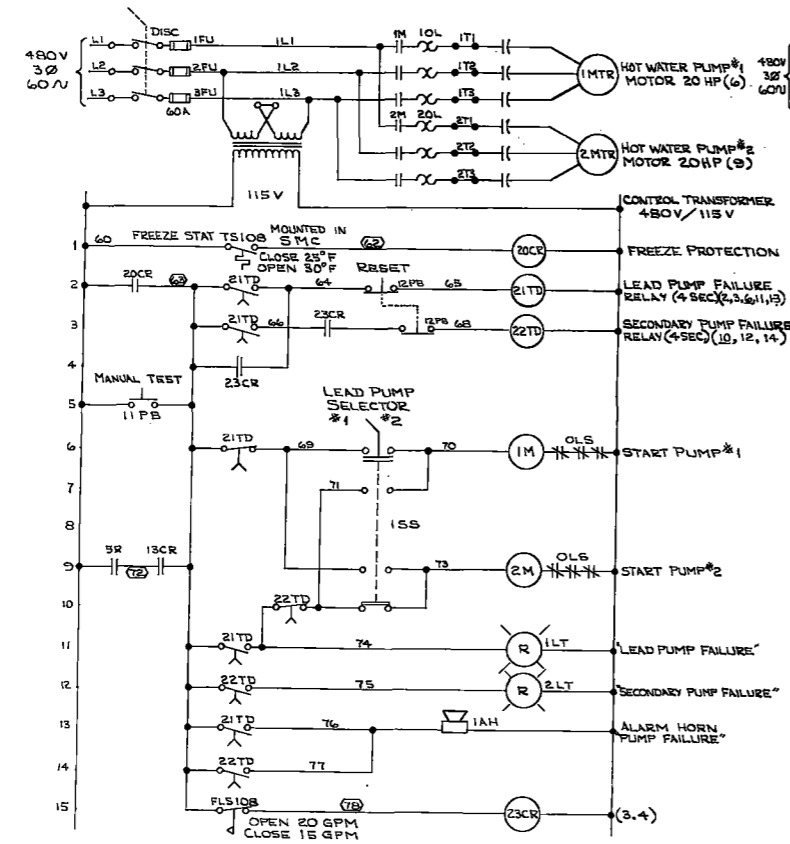 DISC
L1 1FU 1L1 1M 1OL 1T1
480V
3Ø
60~
L2 2FU 1L2 1T2
1MTR
HOT WATER PUMP #1
MOTOR 20 HP (6)
480V
3Ø
60~
L3 3FU 1L3 1T3
60A
2M 2OL 2T1
2T2
2MTR
HOT WATER PUMP #2
MOTOR 20HP (9)
2T3
115V
CONTROL TRANSFORMER
480V/115V
1 60 FREEZE STAT TS108 MOUNTED IN SMC 62 20CR FREEZE PROTECTION
CLOSE 25°F
OPEN 30°F
RESET
2 20CR 63 21TD 64 12PB 65 21TD LEAD PUMP FAILURE
RELAY (4 SEC)(2,3,6,11,13)
3 21TD 66 23CR 12PB 68 22TD SECONDARY PUMP FAILURE
RELAY (4SEC)(10, 12, 14)
4 23CR
MANUAL TEST
5 11PB
LEAD PUMP
SELECTOR
#1 #2
6 21TD 69 70 1M OLS START PUMP #1
7 71
8 1SS
9 5R 72 13CR 73 2M OLS START PUMP #2
10 22TD
11 21TD 74 R 1LT "LEAD PUMP FAILURE"
12 22TD 75 R 2LT "SECONDARY PUMP FAILURE"
13 21TD 76 1AH ALARM HORN
PUMP FAILURE"
14 22TD 77
15 FLS108 78 23CR (3.4)
OPEN 20 GPM
CLOSE 15 GPM